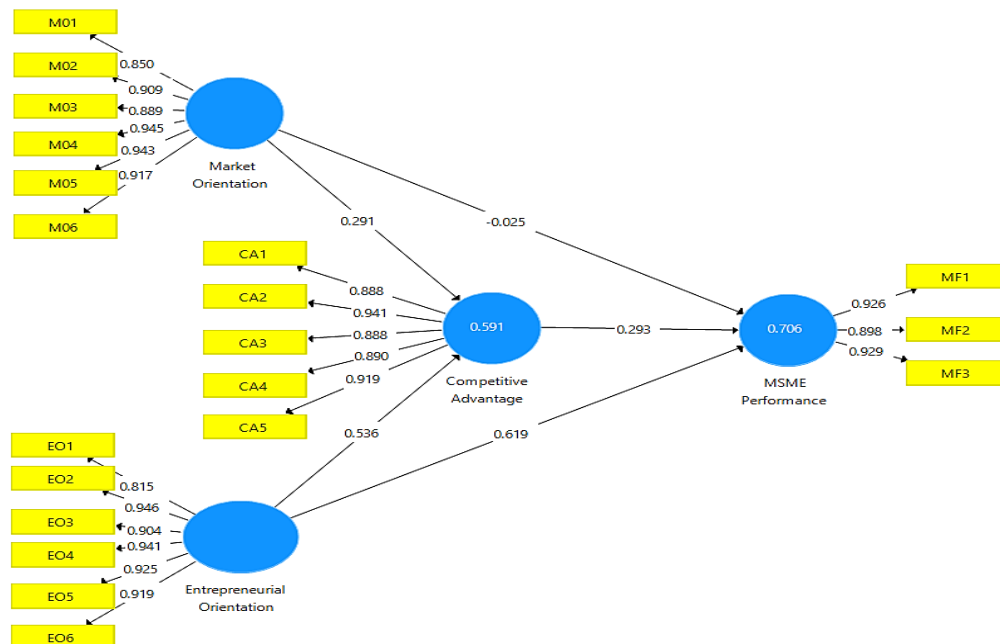 M01
M02
M03
M04
M05
M06
0.850
0.909
0.889
0.945
0.943
0.917
Market
Orientation
0.291
-0.025
CA1
CA2
CA3
CA4
CA5
0.888
0.941
0.888
0.890
0.919
0.591
Competitive
Advantage
0.293
0.706
MSME
Performance
0.926
0.898
0.929
MF1
MF2
MF3
0.536
0.619
EO1
EO2
EO3
EO4
EO5
EO6
0.815
0.946
0.904
0.941
0.925
0.919
Entrepreneurial
Orientation